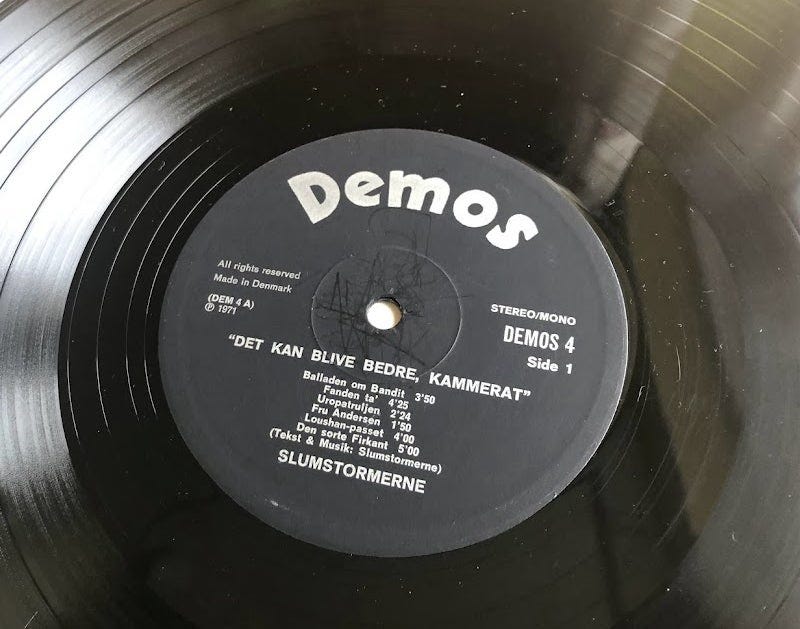 Demos
All rights reserved
Made in Denmark
(DEM 4 A)
℗ 1971
STEREO/MONO
DEMOS 4
Side 1
"DET KAN BLIVE BEDRE, KAMMERAT"
Balladen om Bandit 3'50
Fanden ta' 4'25
Uropatruljen 2'24
Fru Andersen 1'50
Loushan-passet 4'00
Den sorte Firkant 5'00
(Tekst & Musik: Slumstormerne)
SLUMSTORMERNE